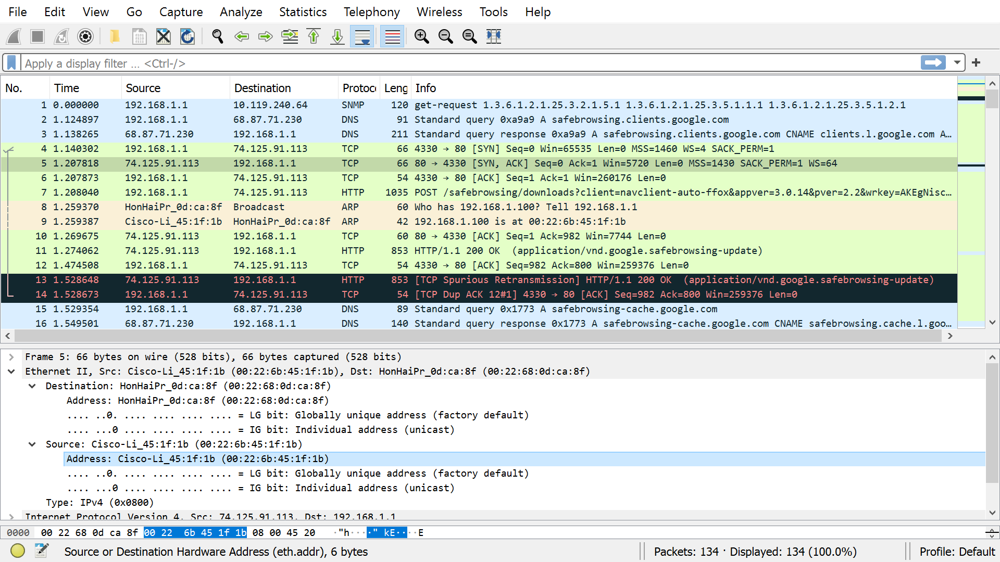 File Edit View Go Capture Analyze Statistics Telephony Wireless Tools Help
Apply a display filter ... <Ctrl-/>
No. Time Source Destination Protoc Leng Info
1 0.000000 192.168.1.1 10.119.240.64 SNMP 120 get-request 1.3.6.1.2.1.25.3.2.1.5.1 1.3.6.1.2.1.25.3.5.1.1.1 1.3.6.1.2.1.25.3.5.1.2.1
2 1.124897 192.168.1.1 68.87.71.230 DNS 91 Standard query 0xa9a9 A safebrowsing.clients.google.com
3 1.138265 68.87.71.230 192.168.1.1 DNS 211 Standard query response 0xa9a9 A safebrowsing.clients.google.com CNAME clients.l.google.com A…
4 1.140302 192.168.1.1 74.125.91.113 TCP 66 4330 → 80 [SYN] Seq=0 Win=65535 Len=0 MSS=1460 WS=4 SACK_PERM=1
5 1.207818 74.125.91.113 192.168.1.1 TCP 66 80 → 4330 [SYN, ACK] Seq=0 Ack=1 Win=5720 Len=0 MSS=1430 SACK_PERM=1 WS=64
6 1.207873 192.168.1.1 74.125.91.113 TCP 54 4330 → 80 [ACK] Seq=1 Ack=1 Win=260176 Len=0
7 1.208040 192.168.1.1 74.125.91.113 HTTP 1035 POST /safebrowsing/downloads?client=navclient-auto-ffox&appver=3.0.14&pver=2.2&wrkey=AKEgNisc…
8 1.259370 HonHaiPr_0d:ca:8f Broadcast ARP 60 Who has 192.168.1.100? Tell 192.168.1.1
9 1.259387 Cisco-Li_45:1f:1b HonHaiPr_0d:ca:8f ARP 42 192.168.1.100 is at 00:22:6b:45:1f:1b
10 1.269675 74.125.91.113 192.168.1.1 TCP 60 80 → 4330 [ACK] Seq=1 Ack=982 Win=7744 Len=0
11 1.274062 74.125.91.113 192.168.1.1 HTTP 853 HTTP/1.1 200 OK  (application/vnd.google.safebrowsing-update)
12 1.474508 192.168.1.1 74.125.91.113 TCP 54 4330 → 80 [ACK] Seq=982 Ack=800 Win=259376 Len=0
13 1.528648 74.125.91.113 192.168.1.1 HTTP 853 [TCP Spurious Retransmission] HTTP/1.1 200 OK  (application/vnd.google.safebrowsing-update)
14 1.528673 192.168.1.1 74.125.91.113 TCP 54 [TCP Dup ACK 12#1] 4330 → 80 [ACK] Seq=982 Ack=800 Win=259376 Len=0
15 1.529354 192.168.1.1 68.87.71.230 DNS 89 Standard query 0x1773 A safebrowsing-cache.google.com
16 1.549501 68.87.71.230 192.168.1.1 DNS 140 Standard query response 0x1773 A safebrowsing-cache.google.com CNAME safebrowsing.cache.l.goo…
Frame 5: 66 bytes on wire (528 bits), 66 bytes captured (528 bits)
Ethernet II, Src: Cisco-Li_45:1f:1b (00:22:6b:45:1f:1b), Dst: HonHaiPr_0d:ca:8f (00:22:68:0d:ca:8f)
Destination: HonHaiPr_0d:ca:8f (00:22:68:0d:ca:8f)
Address: HonHaiPr_0d:ca:8f (00:22:68:0d:ca:8f)
.... ..0. .... .... .... .... = LG bit: Globally unique address (factory default)
.... ...0 .... .... .... .... = IG bit: Individual address (unicast)
Source: Cisco-Li_45:1f:1b (00:22:6b:45:1f:1b)
Address: Cisco-Li_45:1f:1b (00:22:6b:45:1f:1b)
.... ..0. .... .... .... .... = LG bit: Globally unique address (factory default)
.... ...0 .... .... .... .... = IG bit: Individual address (unicast)
Type: IPv4 (0x0800)
Internet Protocol Version 4, Src: 74.125.91.113, Dst: 192.168.1.1
0000 00 22 68 0d ca 8f 00 22 6b 45 1f 1b 08 00 45 20 ·"h····" kE····E
Source or Destination Hardware Address (eth.addr), 6 bytes Packets: 134 · Displayed: 134 (100.0%) Profile: Default